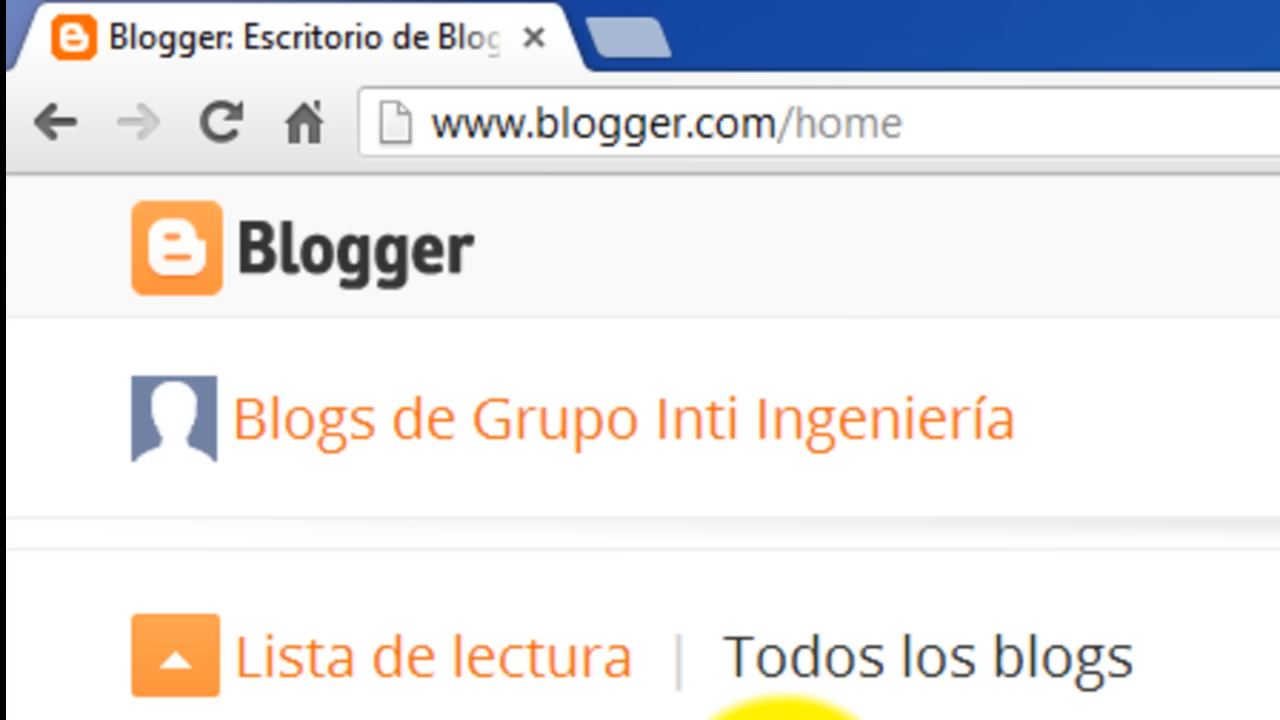 Blogger: Escritorio de Blog
www.blogger.com/home
Blogger
Blogs de Grupo Inti Ingeniería
Lista de lectura | Todos los blogs